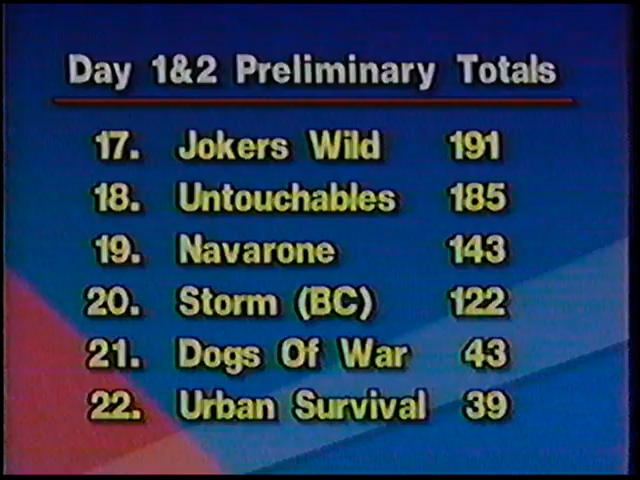 Day 1&2 Preliminary Totals
17. Jokers Wild 191
18. Untouchables 185
19. Navarone 143
20. Storm (BC) 122
21. Dogs Of War 43
22. Urban Survival 39